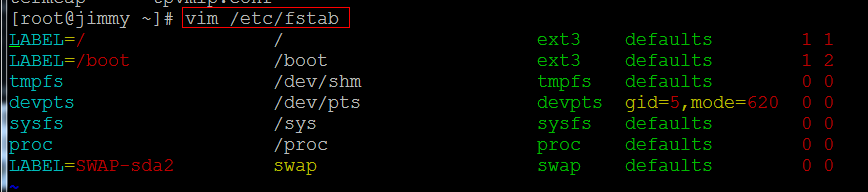 [root@jimmy ~]# vim /etc/fstab
LABEL=/ / ext3 defaults 1 1
LABEL=/boot /boot ext3 defaults 1 2
tmpfs /dev/shm tmpfs defaults 0 0
devpts /dev/pts devpts gid=5,mode=620 0 0
sysfs /sys sysfs defaults 0 0
proc /proc proc defaults 0 0
LABEL=SWAP-sda2 swap swap defaults 0 0
~